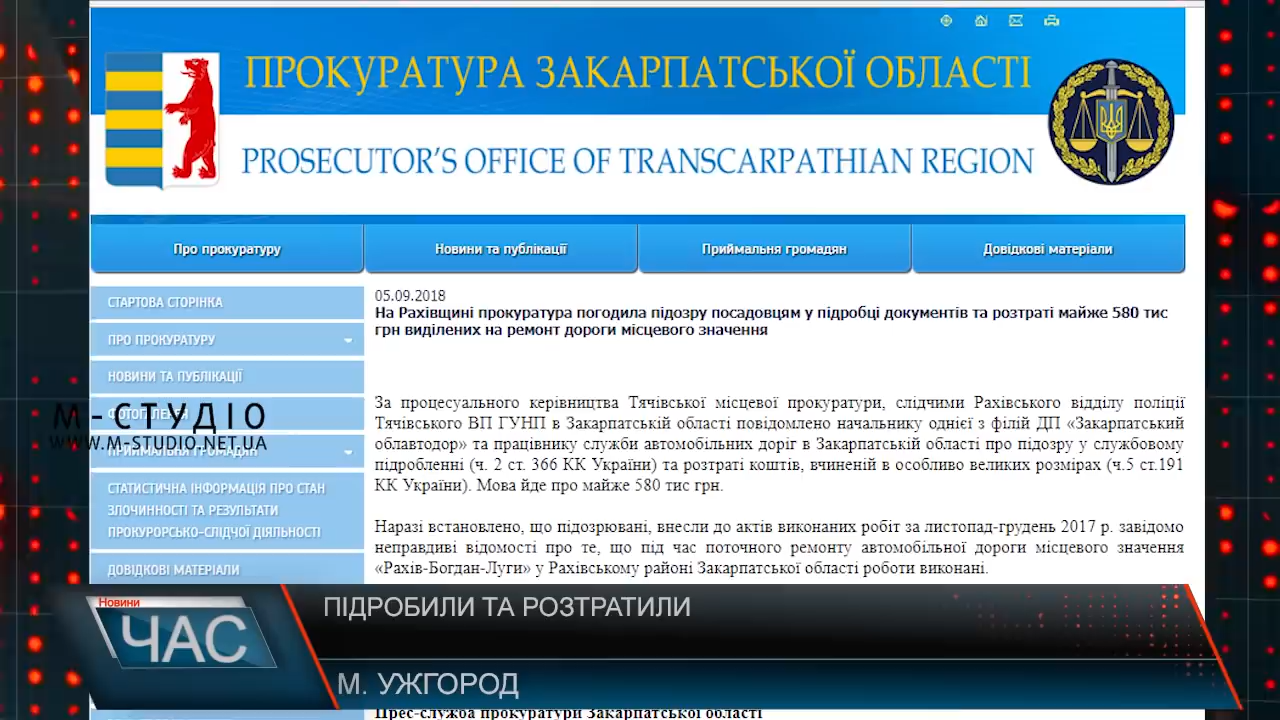 ПРОКУРАТУРА ЗАКАРПАТСЬКОЇ ОБЛАСТІ
PROSECUTOR'S OFFICE OF TRANSCARPATHIAN REGION
Про прокуратуру
Новини та публікації
Приймальня громадян
Довідкові матеріали
СТАРТОВА СТОРІНКА
ПРО ПРОКУРАТУРУ
НОВИНИ ТА ПУБЛІКАЦІЇ
ФОТОГАЛЕРЕЯ
М-СТУДІО
WWW.M-STUDIO.NET.UA
ПРИЙМАЛЬНЯ ГРОМАДЯН
СТАТИСТИЧНА ІНФОРМАЦІЯ ПРО СТАН
ЗЛОЧИННОСТІ ТА РЕЗУЛЬТАТИ
ПРОКУРОРСЬКО-СЛІДЧОЇ ДІЯЛЬНОСТІ
ДОВІДКОВІ МАТЕРІАЛИ
05.09.2018
На Рахівщині прокуратура погодила підозру посадовцям у підробці документів та розтраті майже 580 тис
грн виділених на ремонт дороги місцевого значення
За процесуального керівництва Тячівської місцевої прокуратури, слідчими Рахівського відділу поліції
Тячівського ВП ГУНП в Закарпатській області повідомлено начальнику однієї з філій ДП «Закарпатський
облавтодор» та працівнику служби автомобільних доріг в Закарпатській області про підозру у службовому
підробленні (ч. 2 ст. 366 КК України) та розтраті коштів, вчиненій в особливо великих розмірах (ч.5 ст.191
КК України). Мова йде про майже 580 тис грн.
Наразі встановлено, що підозрювані, внесли до актів виконаних робіт за листопад-грудень 2017 р. завідомо
неправдиві відомості про те, що під час поточного ремонту автомобільної дороги місцевого значення
«Рахів-Богдан-Луги» у Рахівському районі Закарпатської області роботи виконані.
Новини
ЧАС
ПІДРОБИЛИ ТА РОЗТРАТИЛИ
М. УЖГОРОД
Прес-служба прокуратури Закарпатської області